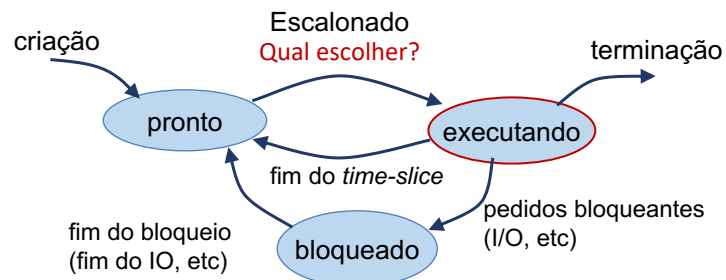 Escalonado
Qual escolher?
criação
terminação
pronto
executando
fim do time-slice
pedidos bloqueantes
(I/O, etc)
fim do bloqueio
(fim do IO, etc)
bloqueado